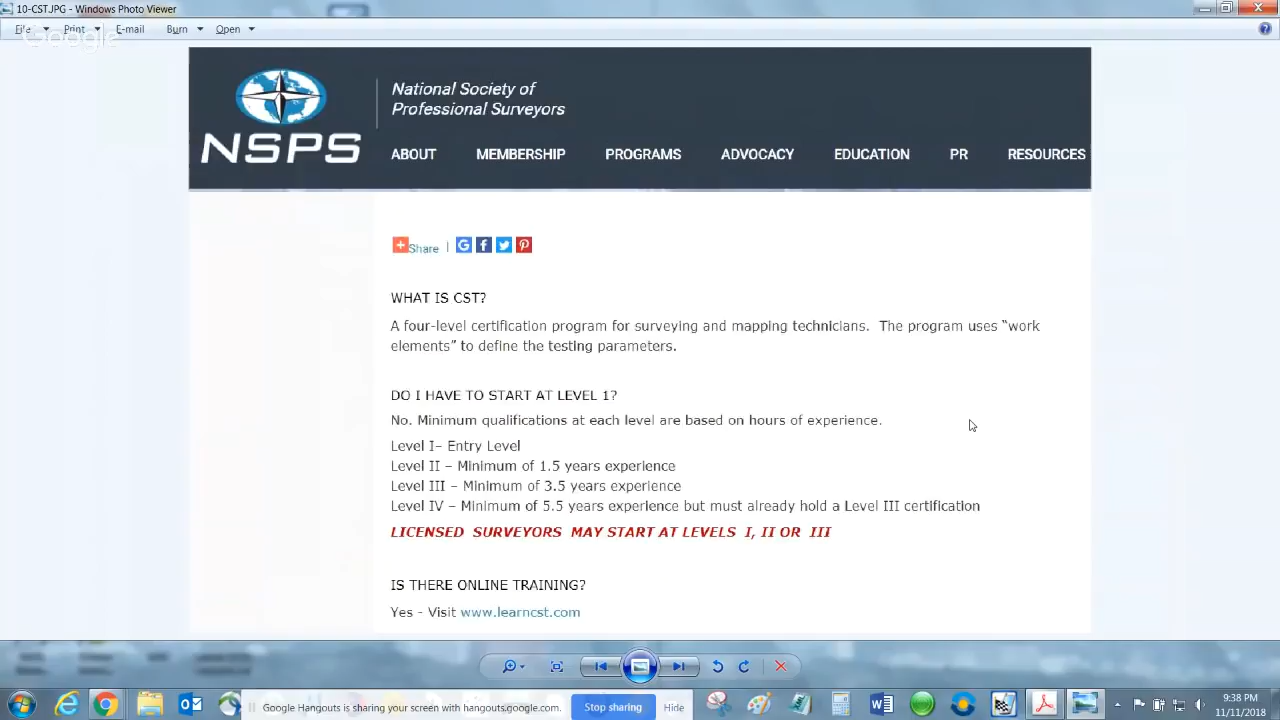 10-CST.JPG - Windows Photo Viewer
File Print E-mail Burn Open
Google
NSPS
National Society of
Professional Surveyors
ABOUT MEMBERSHIP PROGRAMS ADVOCACY EDUCATION PR RESOURCES
Share
WHAT IS CST?
A four-level certification program for surveying and mapping technicians. The program uses “work
elements” to define the testing parameters.
DO I HAVE TO START AT LEVEL 1?
No. Minimum qualifications at each level are based on hours of experience.
Level I– Entry Level
Level II – Minimum of 1.5 years experience
Level III – Minimum of 3.5 years experience
Level IV – Minimum of 5.5 years experience but must already hold a Level III certification
LICENSED SURVEYORS MAY START AT LEVELS I, II OR III
IS THERE ONLINE TRAINING?
Yes - Visit www.learncst.com
Google Hangouts is sharing your screen with hangouts.google.com.
Stop sharing
Hide
9:38 PM
11/11/2018